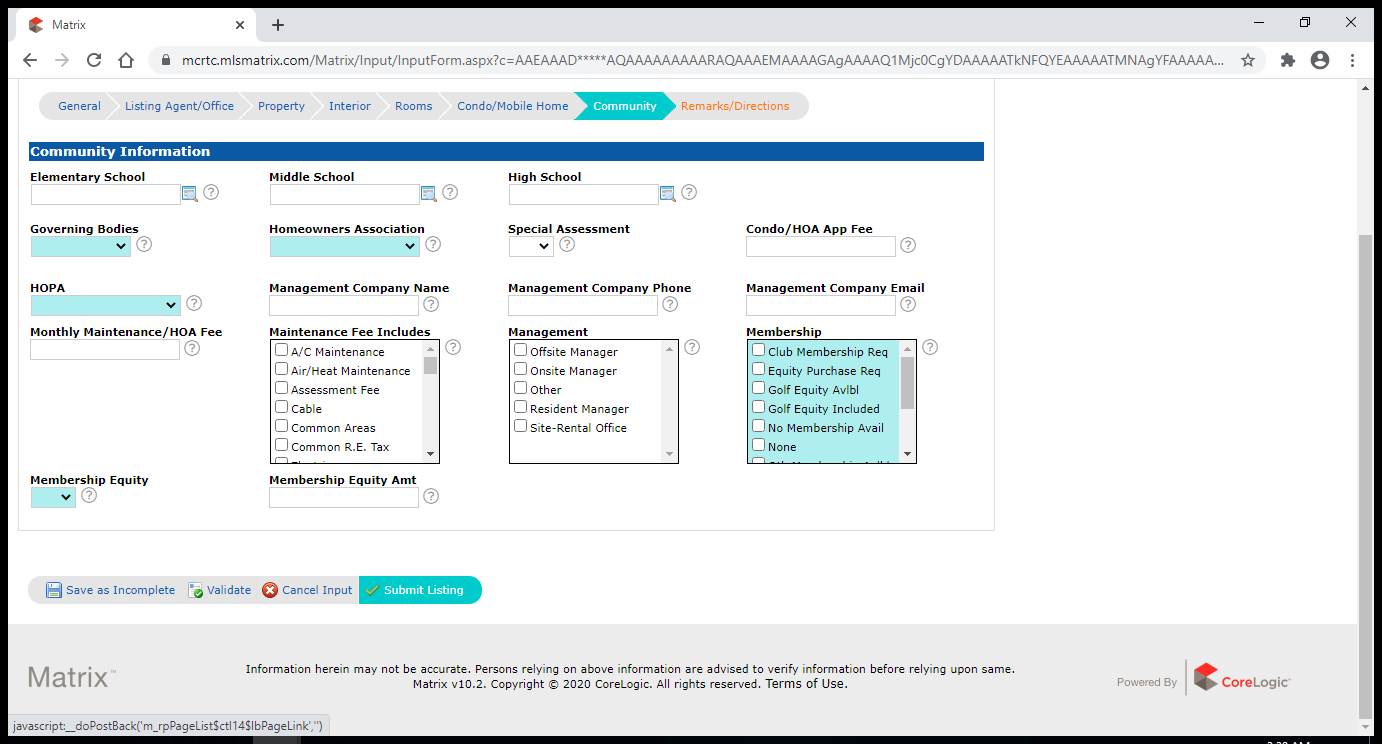 Matrix
mcrtc.mlsmatrix.com/Matrix/Input/InputForm.aspx?c=AAEAAAD*****AQAAAAAAAAARAQAAAEMAAAAGAgAAAAQ1Mjc0CgYDAAAAATkNFQYEAAAAATMNAgYFAAAAA...
General Listing Agent/Office Property Interior Rooms Condo/Mobile Home Community Remarks/Directions
Community Information
Elementary School Middle School High School
Governing Bodies Homeowners Association Special Assessment Condo/HOA App Fee
HOPA Management Company Name Management Company Phone Management Company Email
Monthly Maintenance/HOA Fee Maintenance Fee Includes Management Membership
A/C Maintenance Offsite Manager Club Membership Req
Air/Heat Maintenance Onsite Manager Equity Purchase Req
Assessment Fee Other Golf Equity Avlbl
Cable Resident Manager Golf Equity Included
Common Areas Site-Rental Office No Membership Avail
Common R.E. Tax None
Membership Equity Membership Equity Amt
Save as Incomplete Validate Cancel Input Submit Listing
Matrix™
Information herein may not be accurate. Persons relying on above information are advised to verify information before relying upon same.
Matrix v10.2. Copyright © 2020 CoreLogic. All rights reserved. Terms of Use.
Powered By CoreLogic
javascript:__doPostBack('m_rpPageList$ctl14$lbPageLink','')